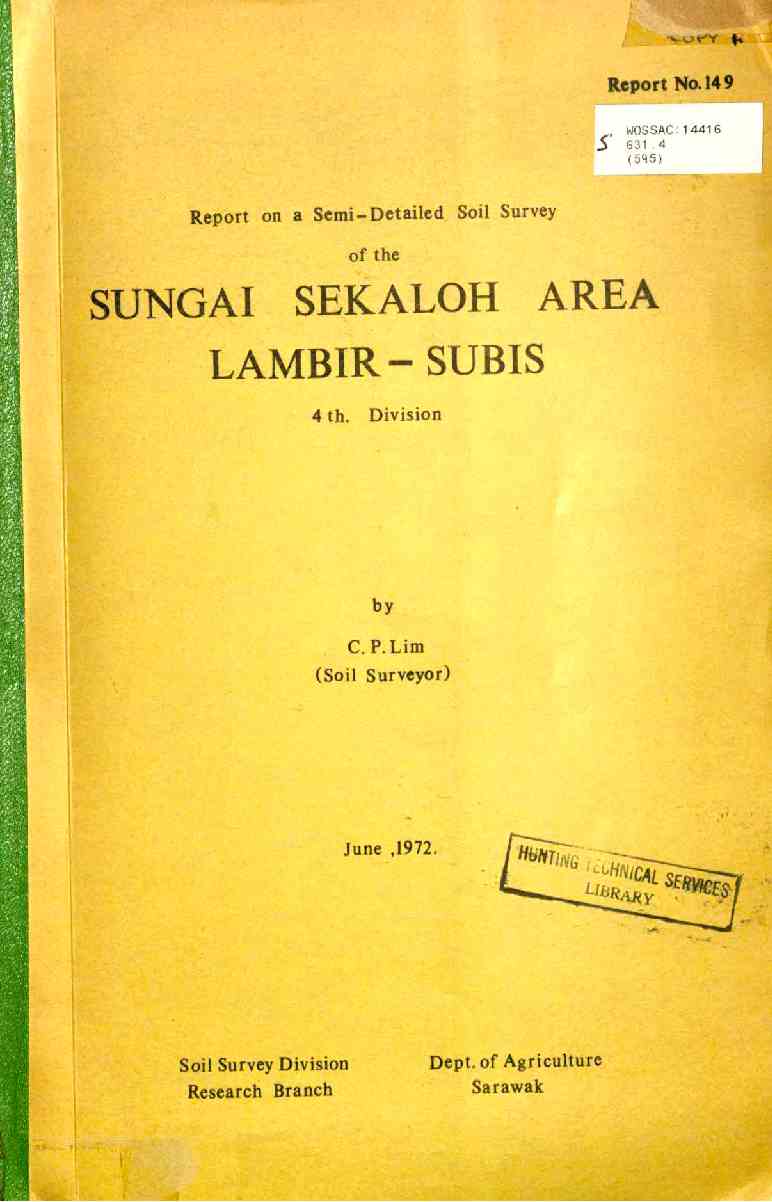 COPY A
Report No. 149
WOSSAC: 14416
S 631.4
(595)
Report on a Semi-Detailed Soil Survey
of the
SUNGAI SEKALOH AREA
LAMBIR - SUBIS
4 th. Division
by
C. P. Lim
(Soil Surveyor)
June ,1972.
HUNTING TECHNICAL SERVICES
LIBRARY
Soil Survey Division
Research Branch
Dept. of Agriculture
Sarawak